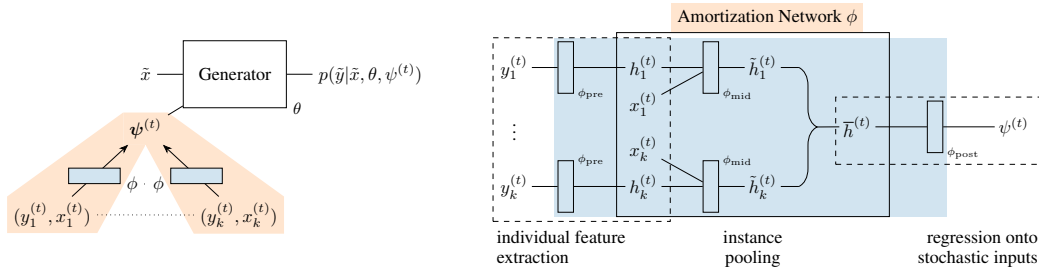 x̃ Generator p(ỹ|x̃, θ, ψ^(t))
θ
ψ^(t)
ϕ · ϕ
(y_1^(t), x_1^(t)) (y_k^(t), x_k^(t))
Amortization Network ϕ
y_1^(t) h_1^(t) h̃_1^(t)
ϕ_pre ϕ_mid
x_1^(t)
⋮ h̅^(t) ψ^(t)
ϕ_post
x_k^(t)
ϕ_pre ϕ_mid
y_k^(t) h_k^(t) h̃_k^(t)
individual feature instance regression onto
extraction pooling stochastic inputs